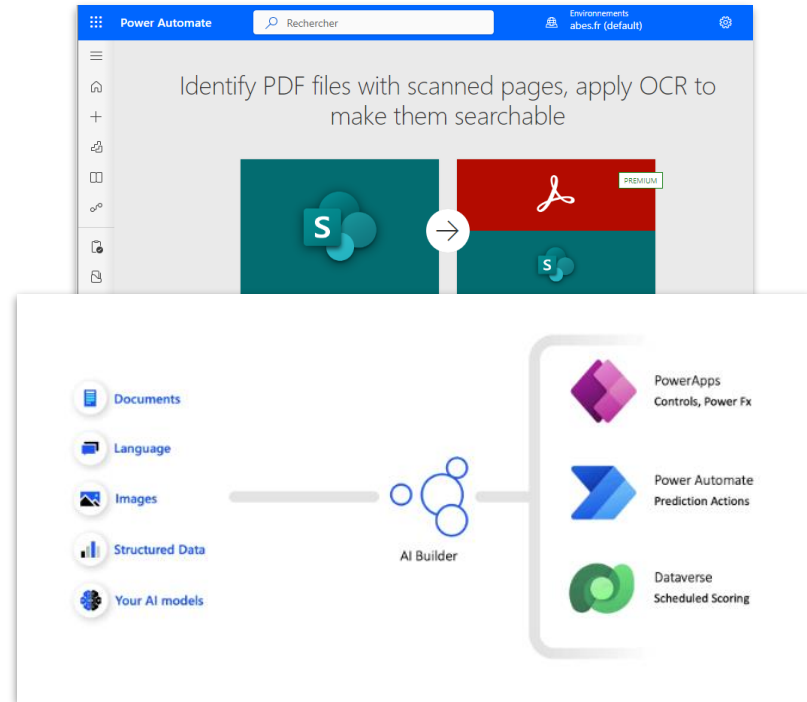 Power Automate
Rechercher
Environnements
abes.fr (default)
Identify PDF files with scanned pages, apply OCR to
make them searchable
S
PREMIUM
S
Documents
Language
Images
Structured Data
Your AI models
AI Builder
PowerApps
Controls, Power Fx
Power Automate
Prediction Actions
Dataverse
Scheduled Scoring